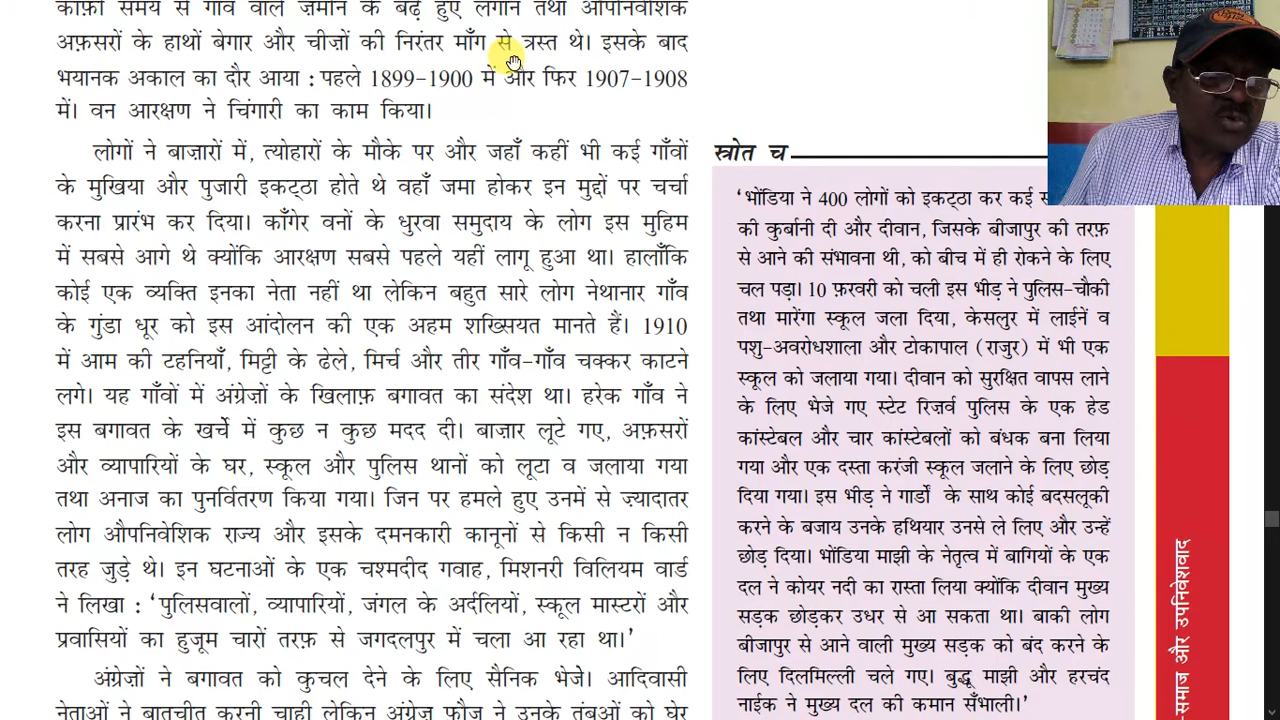 काफ़ी समय से गाँव वाले ज़मीन के बढ़े हुए लगान तथा औपनिवेशिक
अफ़सरों के हाथों बेगार और चीजों की निरंतर माँग से त्रस्त थे। इसके बाद
भयानक अकाल का दौर आया : पहले 1899-1900 में और फिर 1907-1908
में। वन आरक्षण ने चिंगारी का काम किया।
लोगों ने बाज़ारों में, त्योहारों के मौके पर और जहाँ कहीं भी कई गाँवों
के मुखिया और पुजारी इकट्ठा होते थे वहाँ जमा होकर इन मुद्दों पर चर्चा
करना प्रारंभ कर दिया। काँगेर वनों के धुरवा समुदाय के लोग इस मुहिम
में सबसे आगे थे क्योंकि आरक्षण सबसे पहले यहीं लागू हुआ था। हालाँकि
कोई एक व्यक्ति इनका नेता नहीं था लेकिन बहुत सारे लोग नेथानार गाँव
के गुंडा धूर को इस आंदोलन की एक अहम शख्सियत मानते हैं। 1910
में आम की टहनियाँ, मिट्टी के ढेले, मिर्च और तीर गाँव-गाँव चक्कर काटने
लगे। यह गाँवों में अंग्रेज़ों के खिलाफ़ बगावत का संदेश था। हरेक गाँव ने
इस बगावत के खर्चे में कुछ न कुछ मदद दी। बाज़ार लूटे गए, अफ़सरों
और व्यापारियों के घर, स्कूल और पुलिस थानों को लूटा व जलाया गया
तथा अनाज का पुनर्वितरण किया गया। जिन पर हमले हुए उनमें से ज़्यादातर
लोग औपनिवेशिक राज्य और इसके दमनकारी कानूनों से किसी न किसी
तरह जुड़े थे। इन घटनाओं के एक चश्मदीद गवाह, मिशनरी विलियम वार्ड
ने लिखा : 'पुलिसवालों, व्यापारियों, जंगल के अर्दलियों, स्कूल मास्टरों और
प्रवासियों का हुजूम चारों तरफ़ से जगदलपुर में चला आ रहा था।'
अंग्रेज़ों ने बगावत को कुचल देने के लिए सैनिक भेजे। आदिवासी
नेताओं ने बातचीत करनी चाही लेकिन अंग्रेज़ फ़ौज ने उनके तंबुओं को घेर
स्त्रोत च
'भोंडिया ने 400 लोगों को इकट्ठा कर कई
की कुर्बानी दी और दीवान, जिसके बीजापुर की तरफ़
से आने की संभावना थी, को बीच में ही रोकने के लिए
चल पड़ा। 10 फ़रवरी को चली इस भीड़ ने पुलिस-चौकी
तथा मारेंगा स्कूल जला दिया, केसलुर में लाईनें व
पशु-अवरोधशाला और टोकापाल (राजुर) में भी एक
स्कूल को जलाया गया। दीवान को सुरक्षित वापस लाने
के लिए भेजे गए स्टेट रिज़र्व पुलिस के एक हेड
कांस्टेबल और चार कांस्टेबलों को बंधक बना लिया
गया और एक दस्ता करंजी स्कूल जलाने के लिए छोड़
दिया गया। इस भीड़ ने गार्डों के साथ कोई बदसलूकी
करने के बजाय उनके हथियार उनसे ले लिए और उन्हें
छोड़ दिया। भोंडिया माझी के नेतृत्व में बागियों के एक
दल ने कोयर नदी का रास्ता लिया क्योंकि दीवान मुख्य
सड़क छोड़कर उधर से आ सकता था। बाकी लोग
बीजापुर से आने वाली मुख्य सड़क को बंद करने के
लिए दिलमिल्ली चले गए। बुद्धू माझी और हरचंद
नाईक ने मुख्य दल की कमान सँभाली।'
-समाज और उपनिवेशवाद